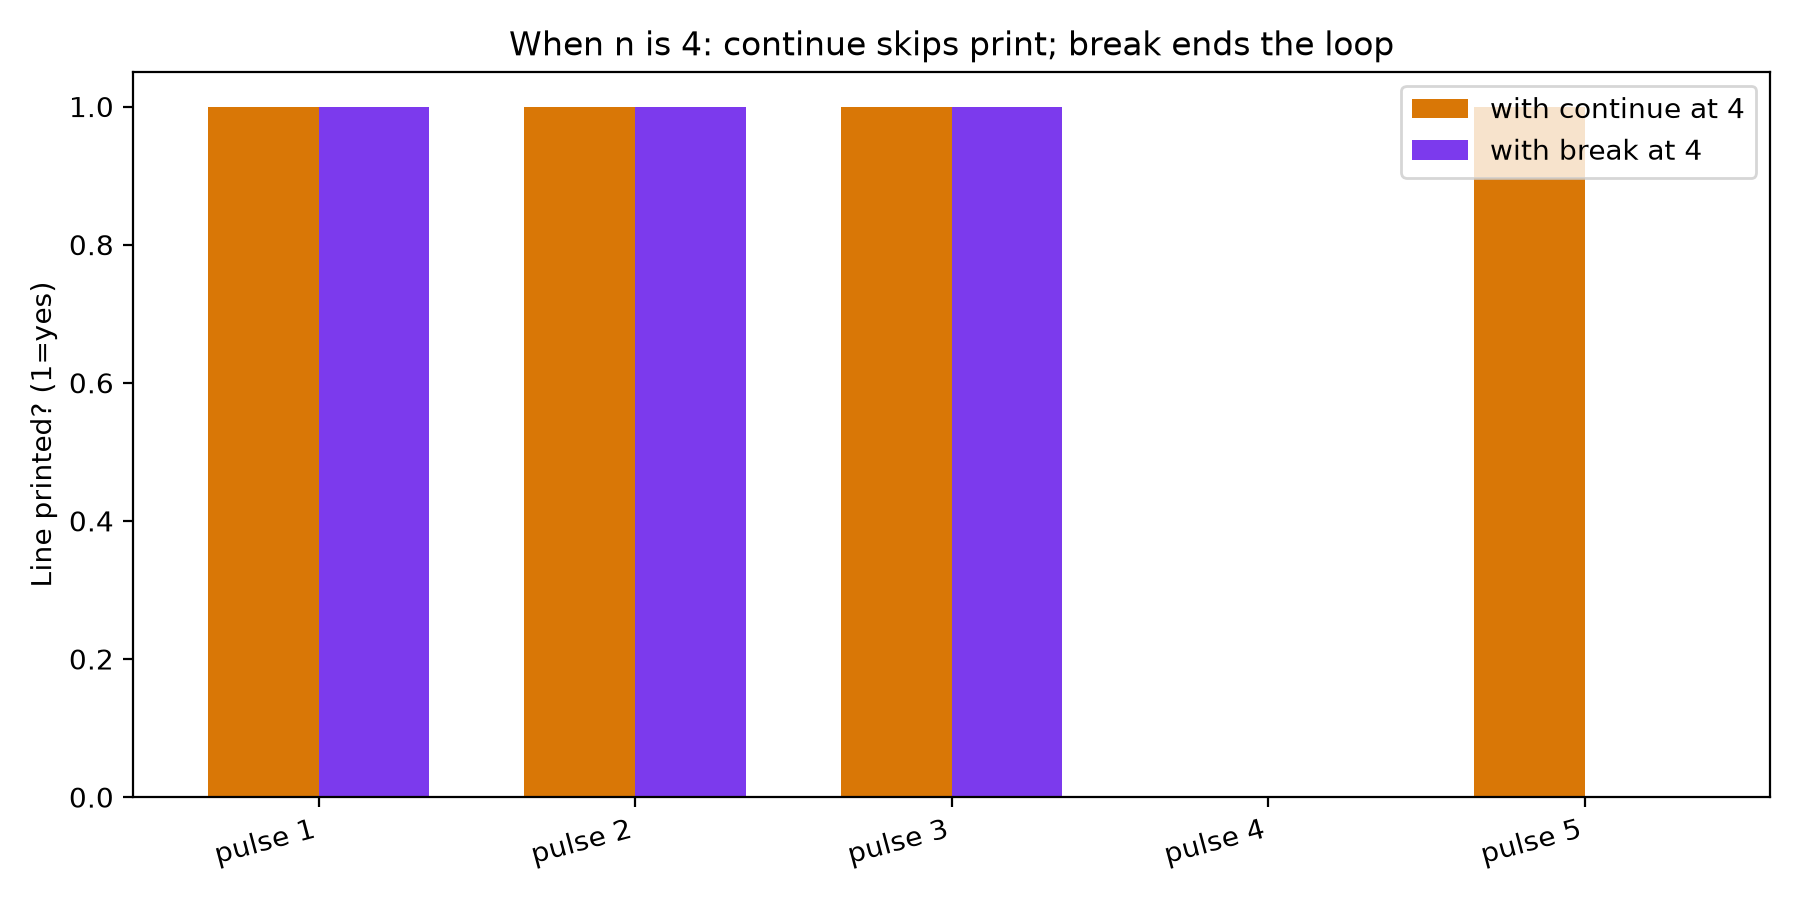 When n is 4: continue skips print; break ends the loop
with continue at 4
with break at 4
Line printed? (1=yes)
1.0
0.8
0.6
0.4
0.2
0.0
pulse 1
pulse 2
pulse 3
pulse 4
pulse 5